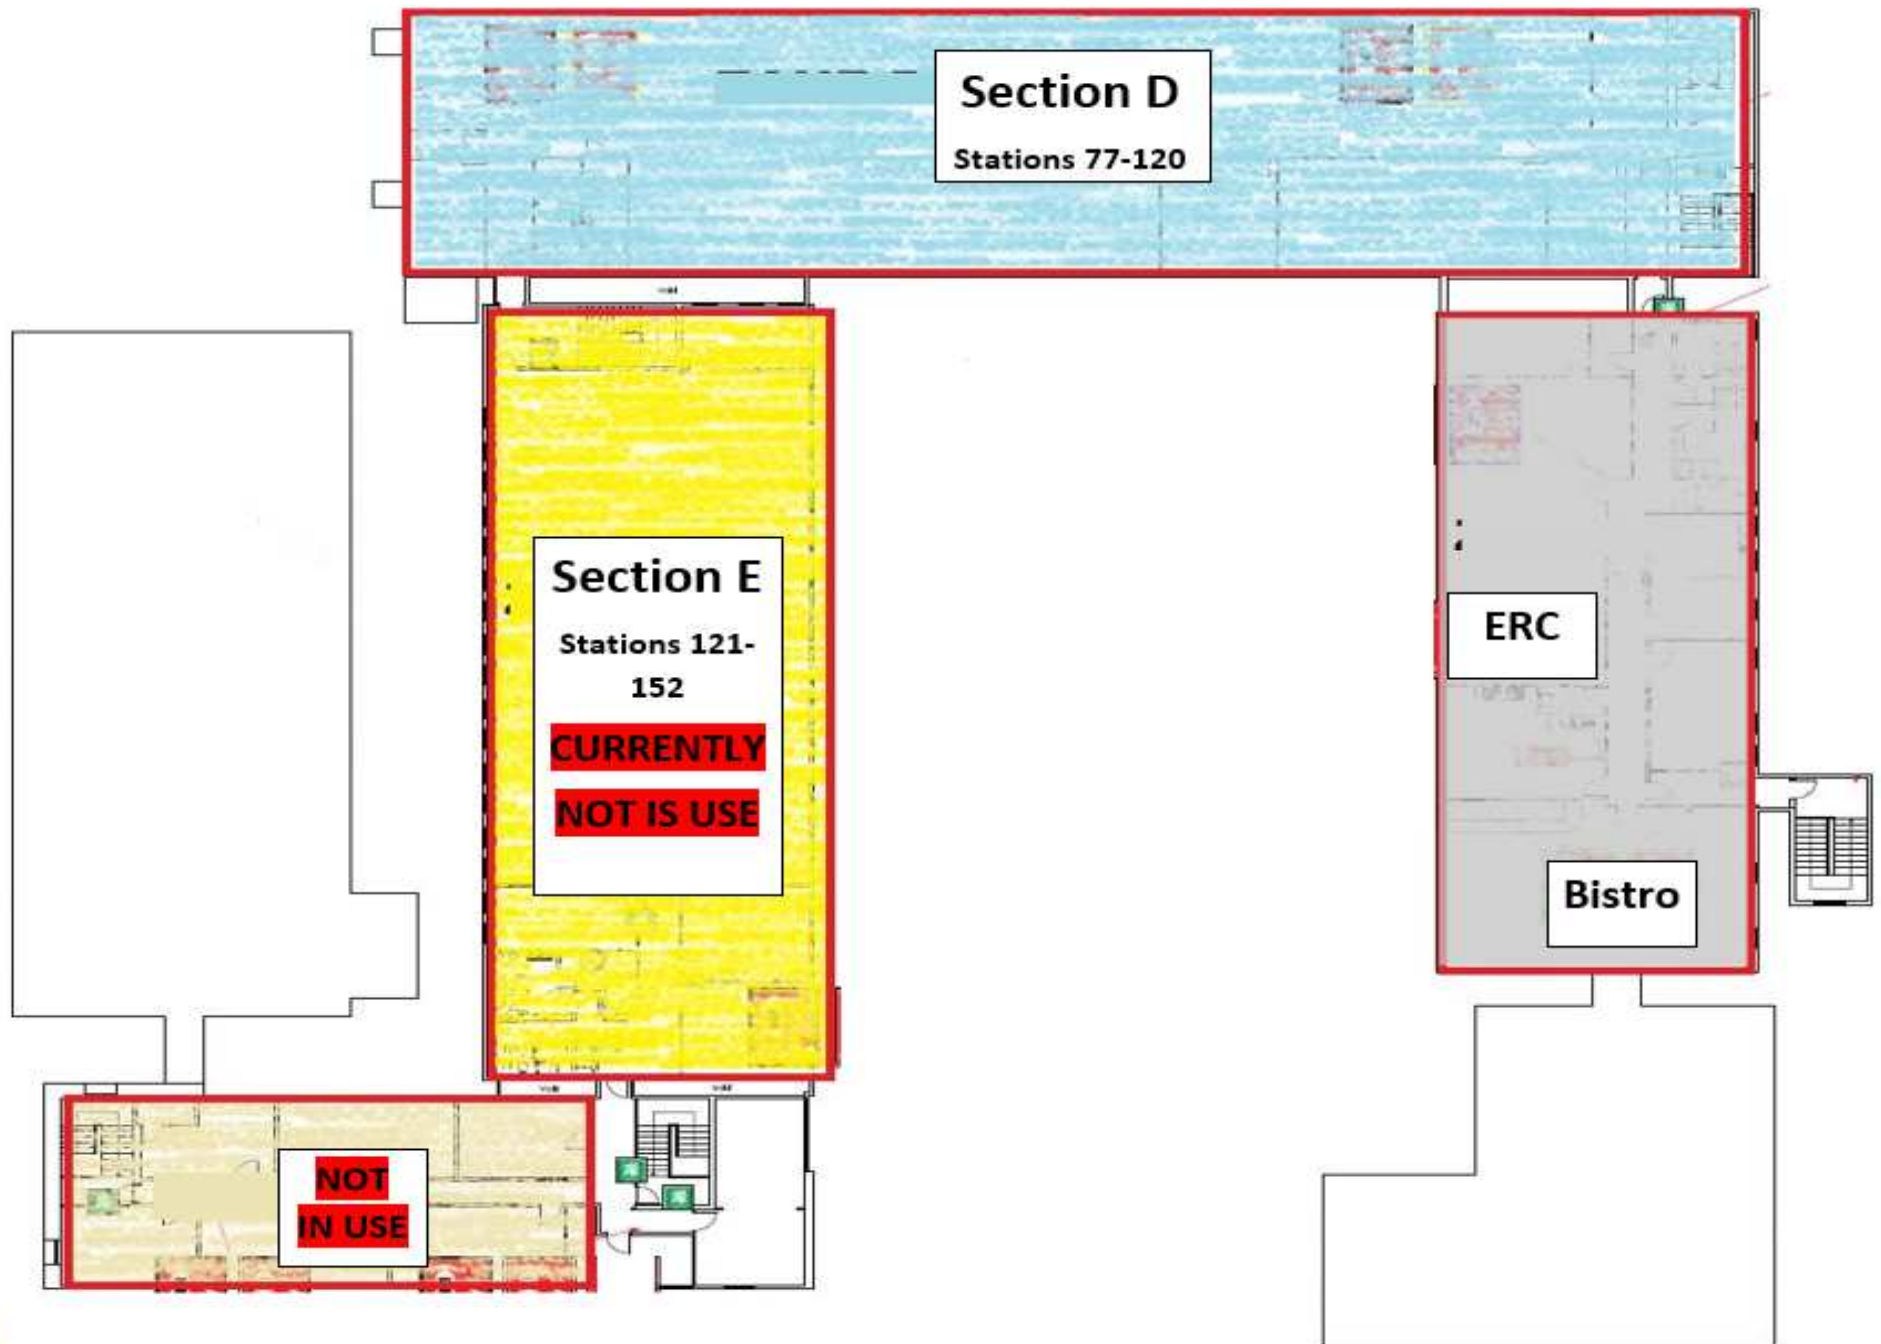 Section D
Stations 77-120
Section E
Stations 121-
152
CURRENTLY
NOT IS USE
ERC
Bistro
NOT
IN USE